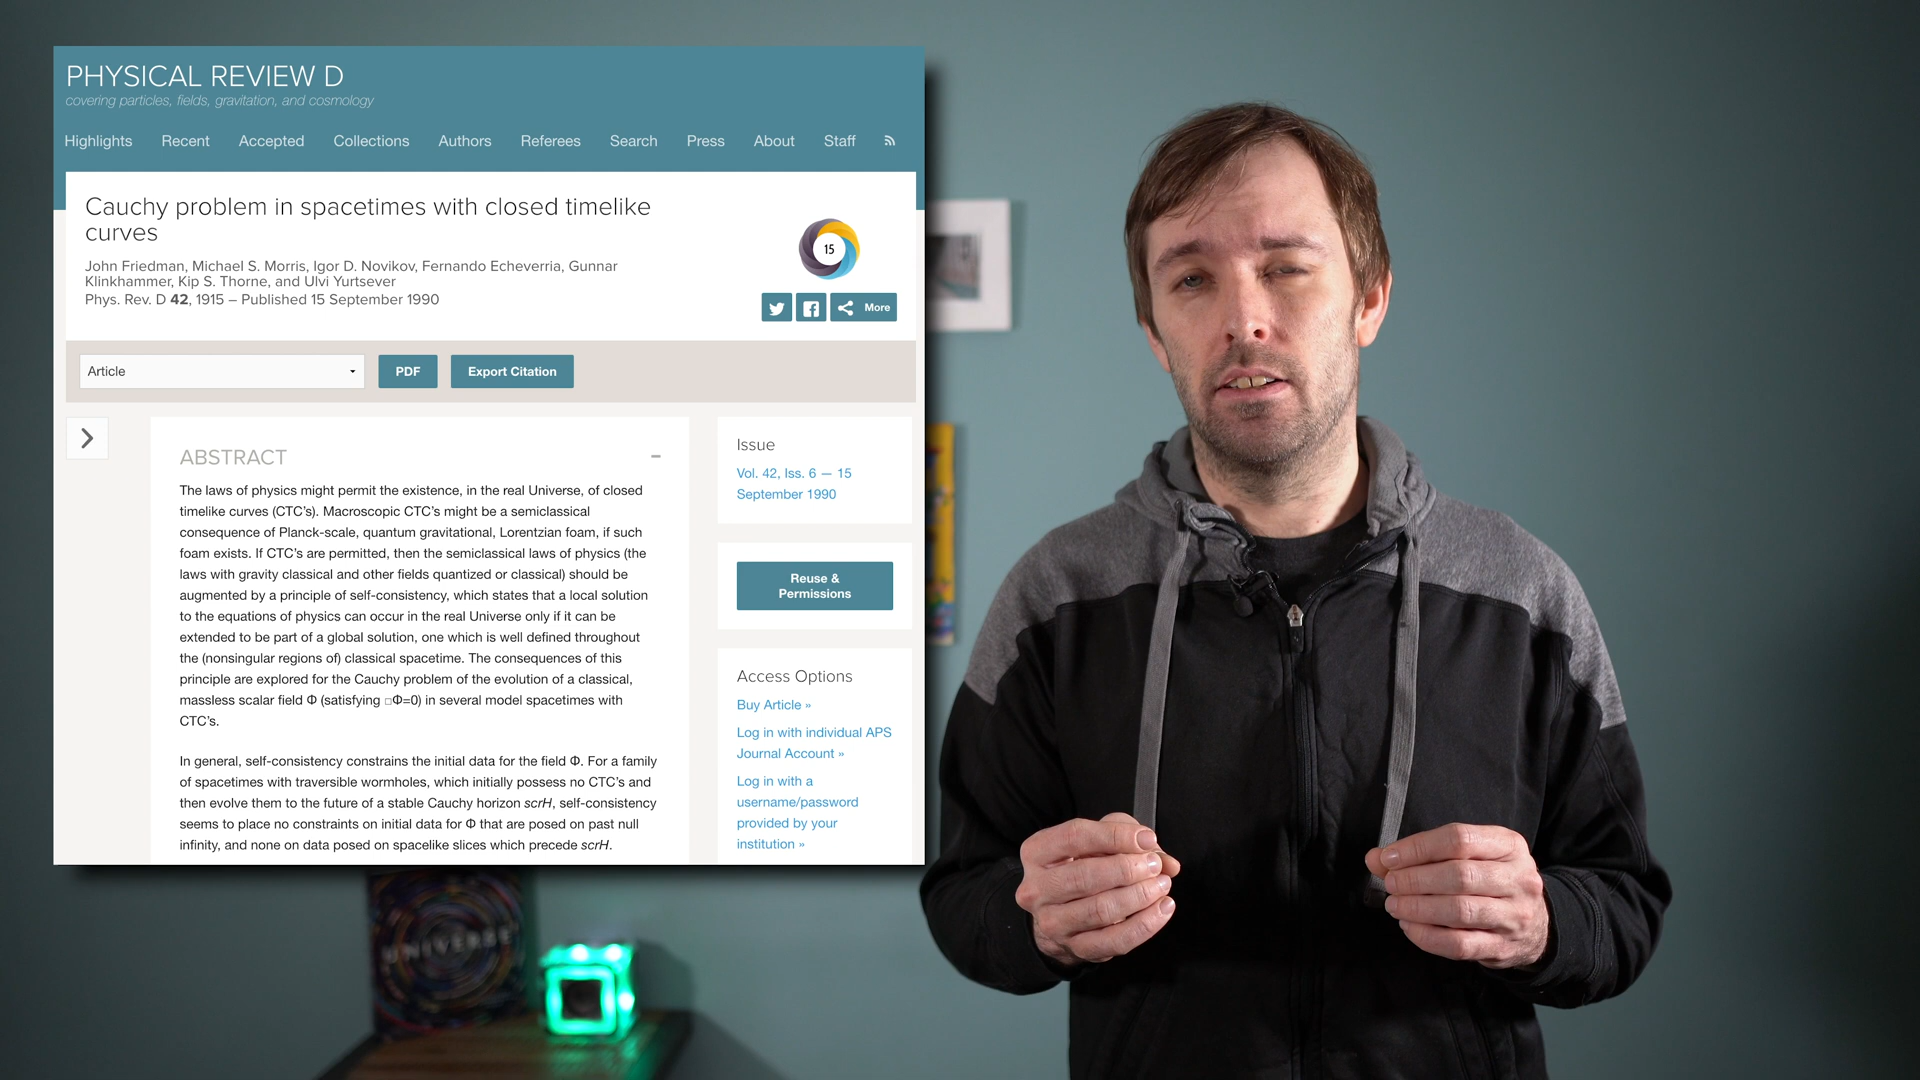 PHYSICAL REVIEW D
covering particles, fields, gravitation, and cosmology
Highlights Recent Accepted Collections Authors Referees Search Press About Staff
Cauchy problem in spacetimes with closed timelike
curves
John Friedman, Michael S. Morris, Igor D. Novikov, Fernando Echeverria, Gunnar
Klinkhammer, Kip S. Thorne, and Ulvi Yurtsever
Phys. Rev. D 42, 1915 – Published 15 September 1990
15
More
Article
PDF
Export Citation
ABSTRACT
The laws of physics might permit the existence, in the real Universe, of closed
timelike curves (CTC's). Macroscopic CTC's might be a semiclassical
consequence of Planck-scale, quantum gravitational, Lorentzian foam, if such
foam exists. If CTC's are permitted, then the semiclassical laws of physics (the
laws with gravity classical and other fields quantized or classical) should be
augmented by a principle of self-consistency, which states that a local solution
to the equations of physics can occur in the real Universe only if it can be
extended to be part of a global solution, one which is well defined throughout
the (nonsingular regions of) classical spacetime. The consequences of this
principle are explored for the Cauchy problem of the evolution of a classical,
massless scalar field Φ (satisfying □Φ=0) in several model spacetimes with
CTC's.
In general, self-consistency constrains the initial data for the field Φ. For a family
of spacetimes with traversible wormholes, which initially possess no CTC's and
then evolve them to the future of a stable Cauchy horizon scrH, self-consistency
seems to place no constraints on initial data for Φ that are posed on past null
infinity, and none on data posed on spacelike slices which precede scrH.
Issue
Vol. 42, Iss. 6 — 15
September 1990
Reuse &
Permissions
Access Options
Buy Article »
Log in with individual APS
Journal Account »
Log in with a
username/password
provided by your
institution »
UNIVERSE